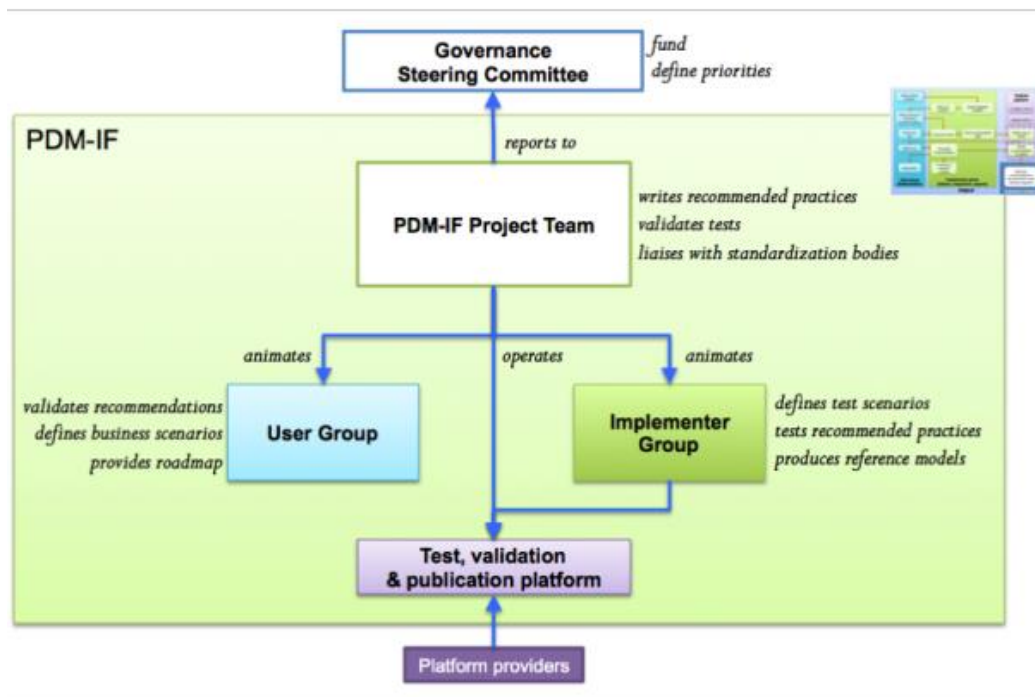 Governance
Steering Committee
fund
define priorities
PDM-IF
reports to
PDM-IF Project Team
writes recommended practices
validates tests
liaises with standardization bodies
animates
operates
animates
validates recommendations
defines business scenarios
provides roadmap
User Group
Implementer
Group
defines test scenarios
tests recommended practices
produces reference models
Test, validation
& publication platform
Platform providers